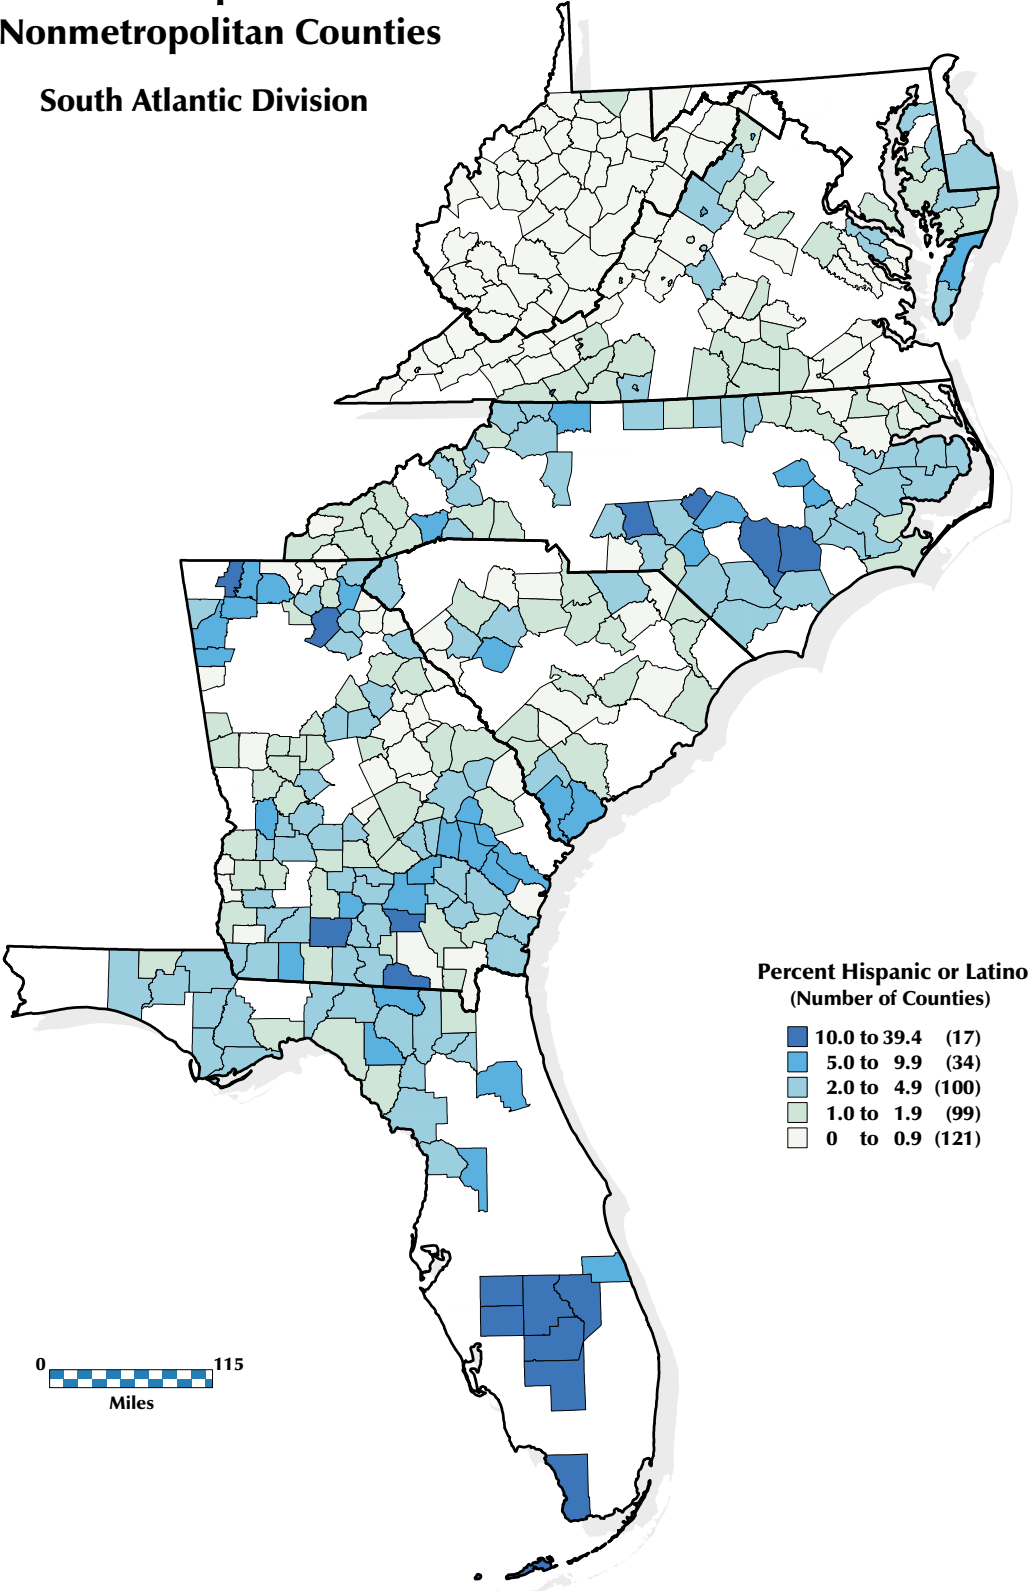 Nonmetropolitan Counties
South Atlantic Division
Percent Hispanic or Latino
(Number of Counties)
10.0 to 39.4 (17)
5.0 to 9.9 (34)
2.0 to 4.9 (100)
1.0 to 1.9 (99)
0 to 0.9 (121)
0 115
Miles